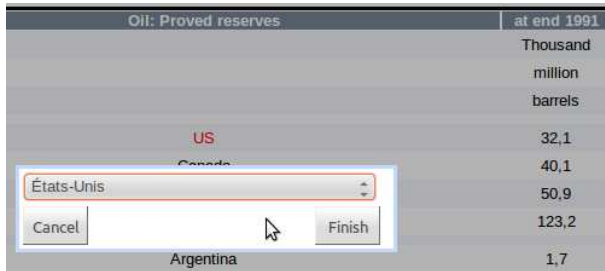 Oil: Proved reserves at end 1991
Thousand
million
barrels
US 32,1
Canada 40,1
États-Unis
50,9
Cancel Finish
123,2
Argentina 1,7